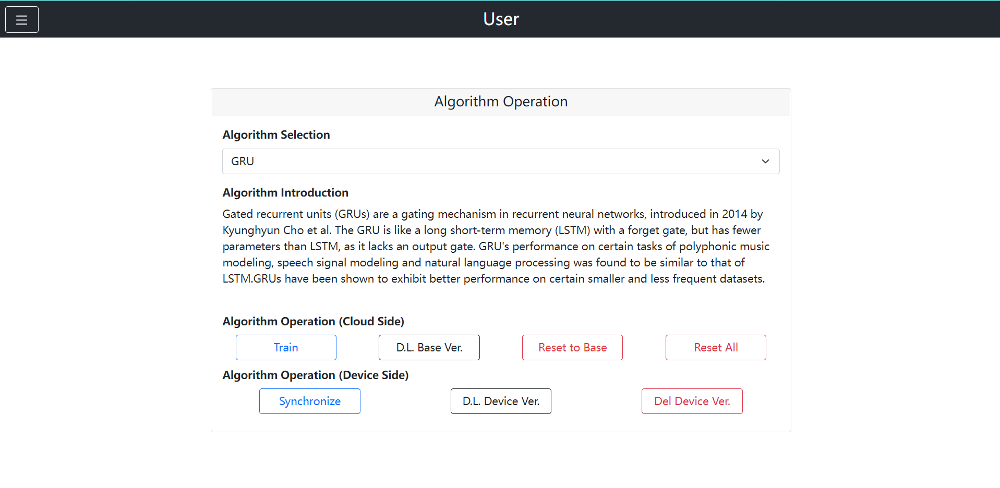 User
Algorithm Operation
Algorithm Selection
GRU
Algorithm Introduction
Gated recurrent units (GRUs) are a gating mechanism in recurrent neural networks, introduced in 2014 by
Kyunghyun Cho et al. The GRU is like a long short-term memory (LSTM) with a forget gate, but has fewer
parameters than LSTM, as it lacks an output gate. GRU's performance on certain tasks of polyphonic music
modeling, speech signal modeling and natural language processing was found to be similar to that of
LSTM.GRUs have been shown to exhibit better performance on certain smaller and less frequent datasets.
Algorithm Operation (Cloud Side)
Train D.L. Base Ver. Reset to Base Reset All
Algorithm Operation (Device Side)
Synchronize D.L. Device Ver. Del Device Ver.